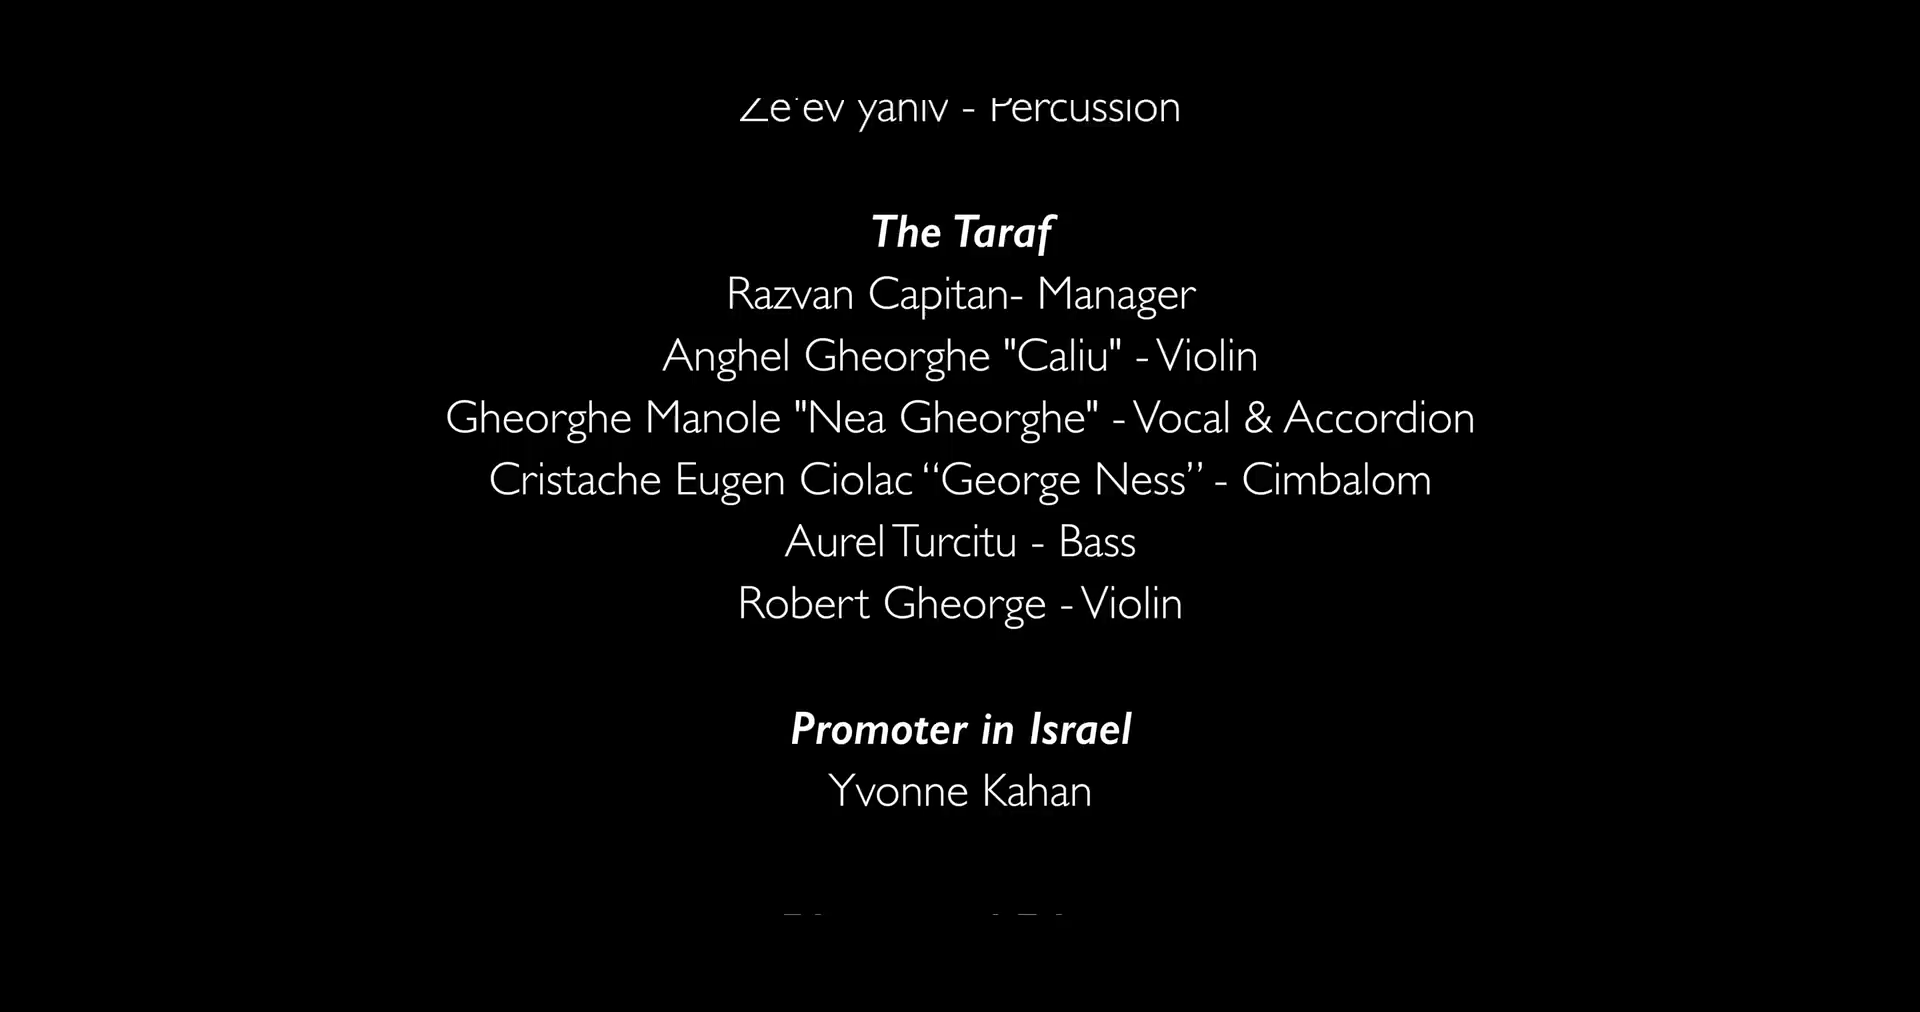 Ze'ev yaniv - Percussion
The Taraf
Razvan Capitan- Manager
Anghel Gheorghe "Caliu" - Violin
Gheorghe Manole "Nea Gheorghe" - Vocal & Accordion
Cristache Eugen Ciolac “George Ness” - Cimbalom
Aurel Turcitu - Bass
Robert Gheorge - Violin
Promoter in Israel
Yvonne Kahan